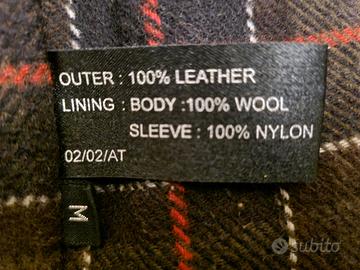 OUTER : 100% LEATHER
LINING : BODY :100% WOOL
SLEEVE : 100% NYLON
02/02/AT
M
subito